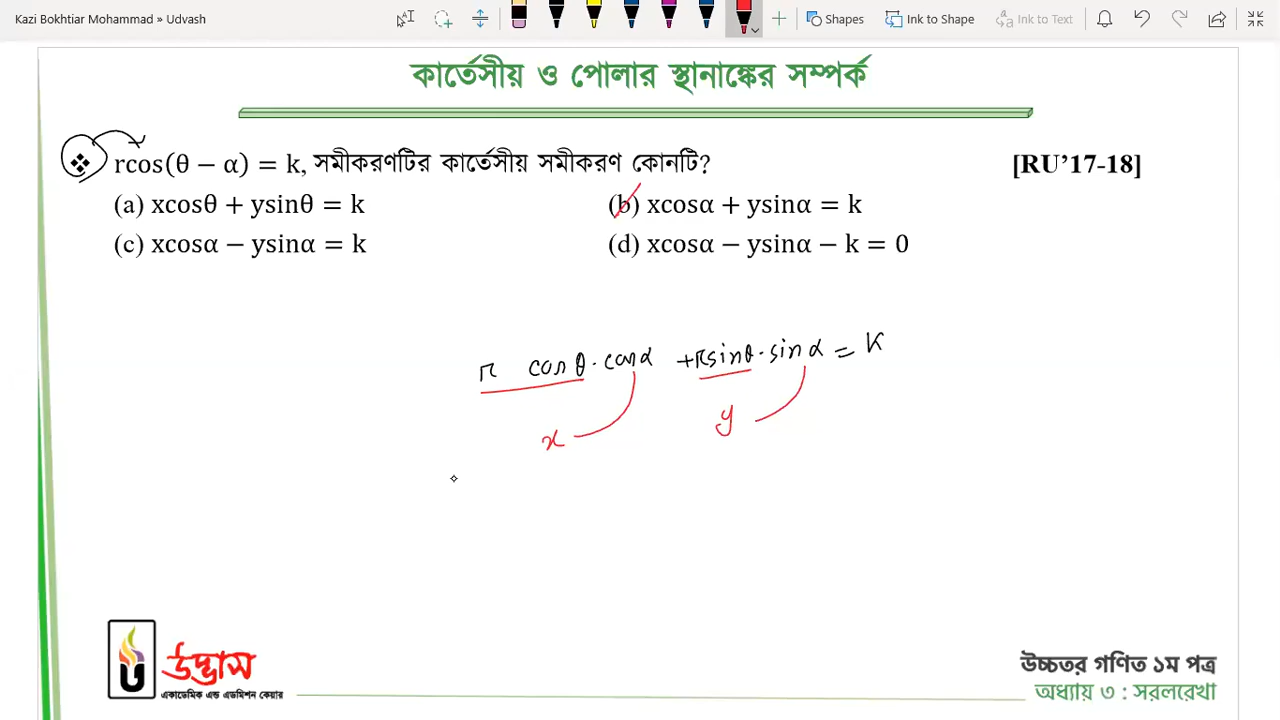 Kazi Bokhtiar Mohammad » Udvash
Shapes Ink to Shape Ink to Text
কার্তেসীয় ও পোলার স্থানাঙ্কের সম্পর্ক
❖ rcos(θ − α) = k, সমীকরণটির কার্তেসীয় সমীকরণ কোনটি? [RU’17-18]
(a) xcosθ + ysinθ = k (b) xcosα + ysinα = k
(c) xcosα − ysinα = k (d) xcosα − ysinα − k = 0
r cosθ·cosα + rsinθ·sinα = k
x y
উদ্ভাস
একাডেমিক এন্ড এডমিশন কেয়ার
উচ্চতর গণিত ১ম পত্র
অধ্যায় ৩ : সরলরেখা